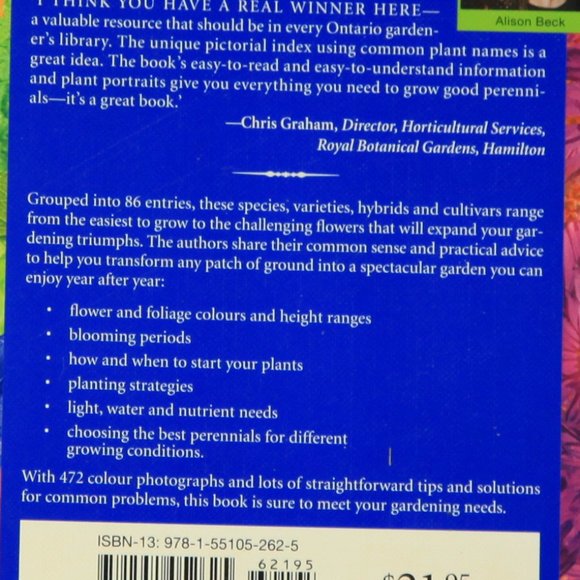 'I THINK YOU HAVE A REAL WINNER HERE—
Alison Beck
a valuable resource that should be in every Ontario garden-
er's library. The unique pictorial index using common plant names is a
great idea. The book's easy-to-read and easy-to-understand information
and plant portraits give you everything you need to grow good perenni-
als—it's a great book.'
—Chris Graham, Director, Horticultural Services,
Royal Botanical Gardens, Hamilton
Grouped into 86 entries, these species, varieties, hybrids and cultivars range
from the easiest to grow to the challenging flowers that will expand your gar-
dening triumphs. The authors share their common sense and practical advice
to help you transform any patch of ground into a spectacular garden you can
enjoy year after year:
• flower and foliage colours and height ranges
• blooming periods
• how and when to start your plants
• planting strategies
• light, water and nutrient needs
• choosing the best perennials for different
growing conditions.
With 472 colour photographs and lots of straightforward tips and solutions
for common problems, this book is sure to meet your gardening needs.
ISBN-13: 978-1-55105-262-5
62195
$21.95